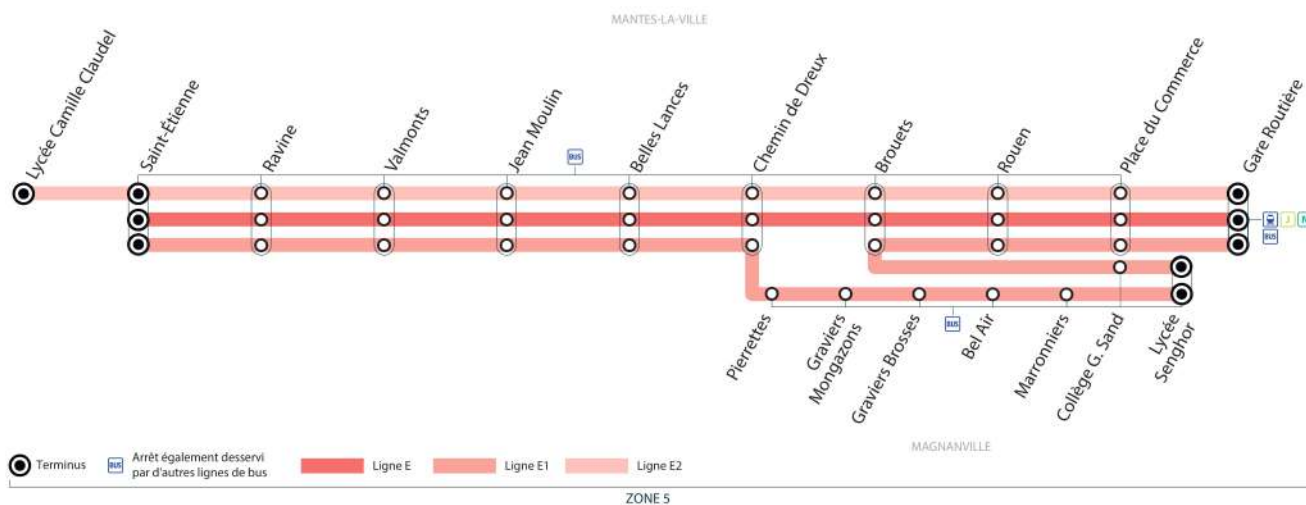 MANTES-LA-VILLE
Lycée Camille Claudel
Saint-Étienne
Ravine
Valmonts
Jean Moulin
Belles Lances
Chemin de Dreux
Brouets
Rouen
Place du Commerce
Gare Routière
BUS
J
BUS
Pierrettes
Graviers
Mongazons
Graviers Brosses
BUS
Bel Air
Marronniers
Collège G. Sand
Lycée
Senghor
MAGNANVILLE
Terminus
BUS
Arrêt également desservi
par d'autres lignes de bus
Ligne E
Ligne E1
Ligne E2
ZONE 5